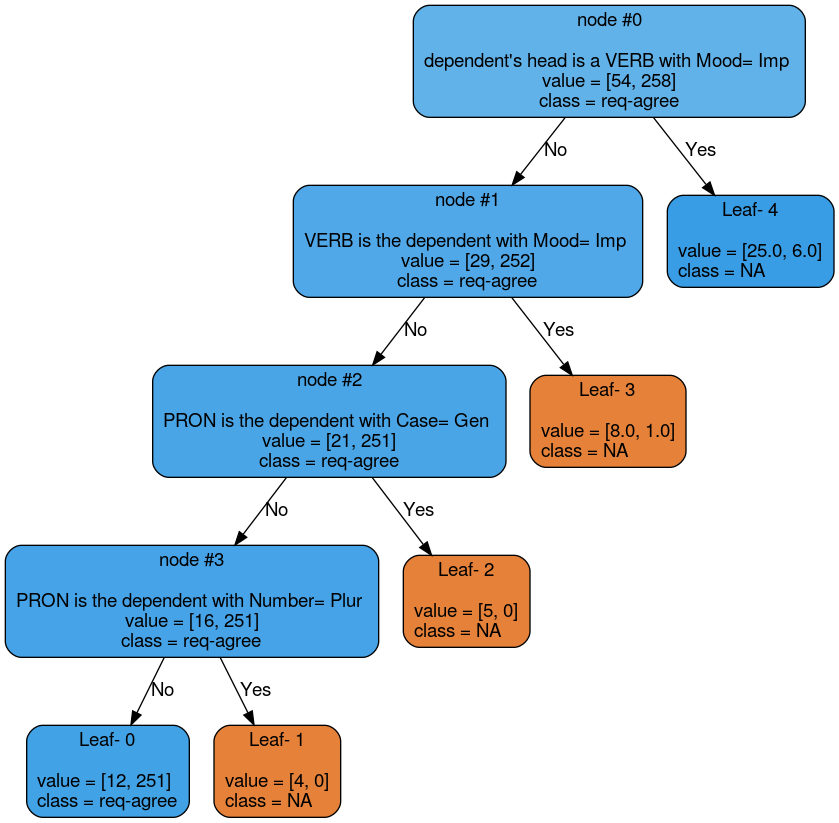 node #0
dependent's head is a VERB with Mood= Imp
value = [54, 258]
class = req-agree
No
Yes
node #1
VERB is the dependent with Mood= Imp
value = [29, 252]
class = req-agree
Leaf- 4
value = [25.0, 6.0]
class = NA
No
Yes
node #2
PRON is the dependent with Case= Gen
value = [21, 251]
class = req-agree
Leaf- 3
value = [8.0, 1.0]
class = NA
No
Yes
node #3
PRON is the dependent with Number= Plur
value = [16, 251]
class = req-agree
Leaf- 2
value = [5, 0]
class = NA
No
Yes
Leaf- 0
value = [12, 251]
class = req-agree
Leaf- 1
value = [4, 0]
class = NA